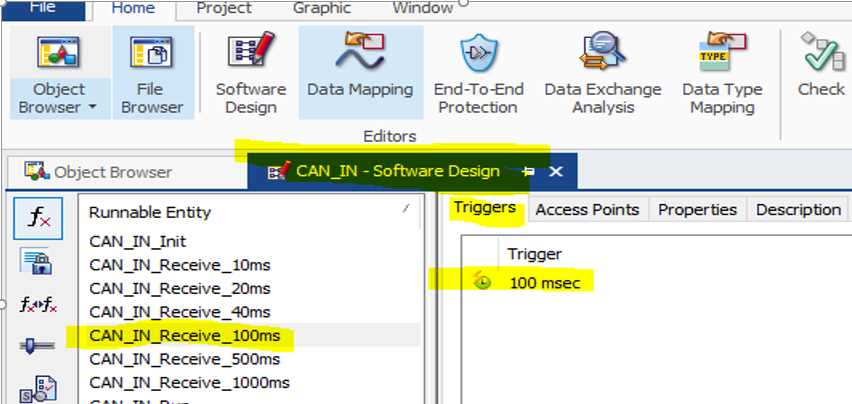 File Home Project Graphic Window
Object Browser
File Browser
Software Design
Data Mapping
End-To-End Protection
Data Exchange Analysis
Data Type Mapping
Check
TYPE
Editors
Object Browser
CAN_IN - Software Design
fx
Runnable Entity
CAN_IN_Init
CAN_IN_Receive_10ms
CAN_IN_Receive_20ms
CAN_IN_Receive_40ms
CAN_IN_Receive_100ms
CAN_IN_Receive_500ms
CAN_IN_Receive_1000ms
Triggers Access Points Properties Description
Trigger
100 msec